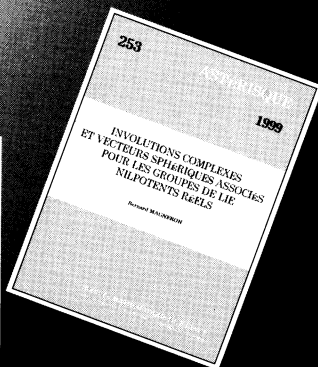 253
ASTÉRISQUE
1999
INVOLUTIONS COMPLEXES
ET VECTEURS SPHéRIQUES ASSOCIéS
POUR LES GROUPES DE LIE
NILPOTENTS RéELS
Bernard MAGNERON